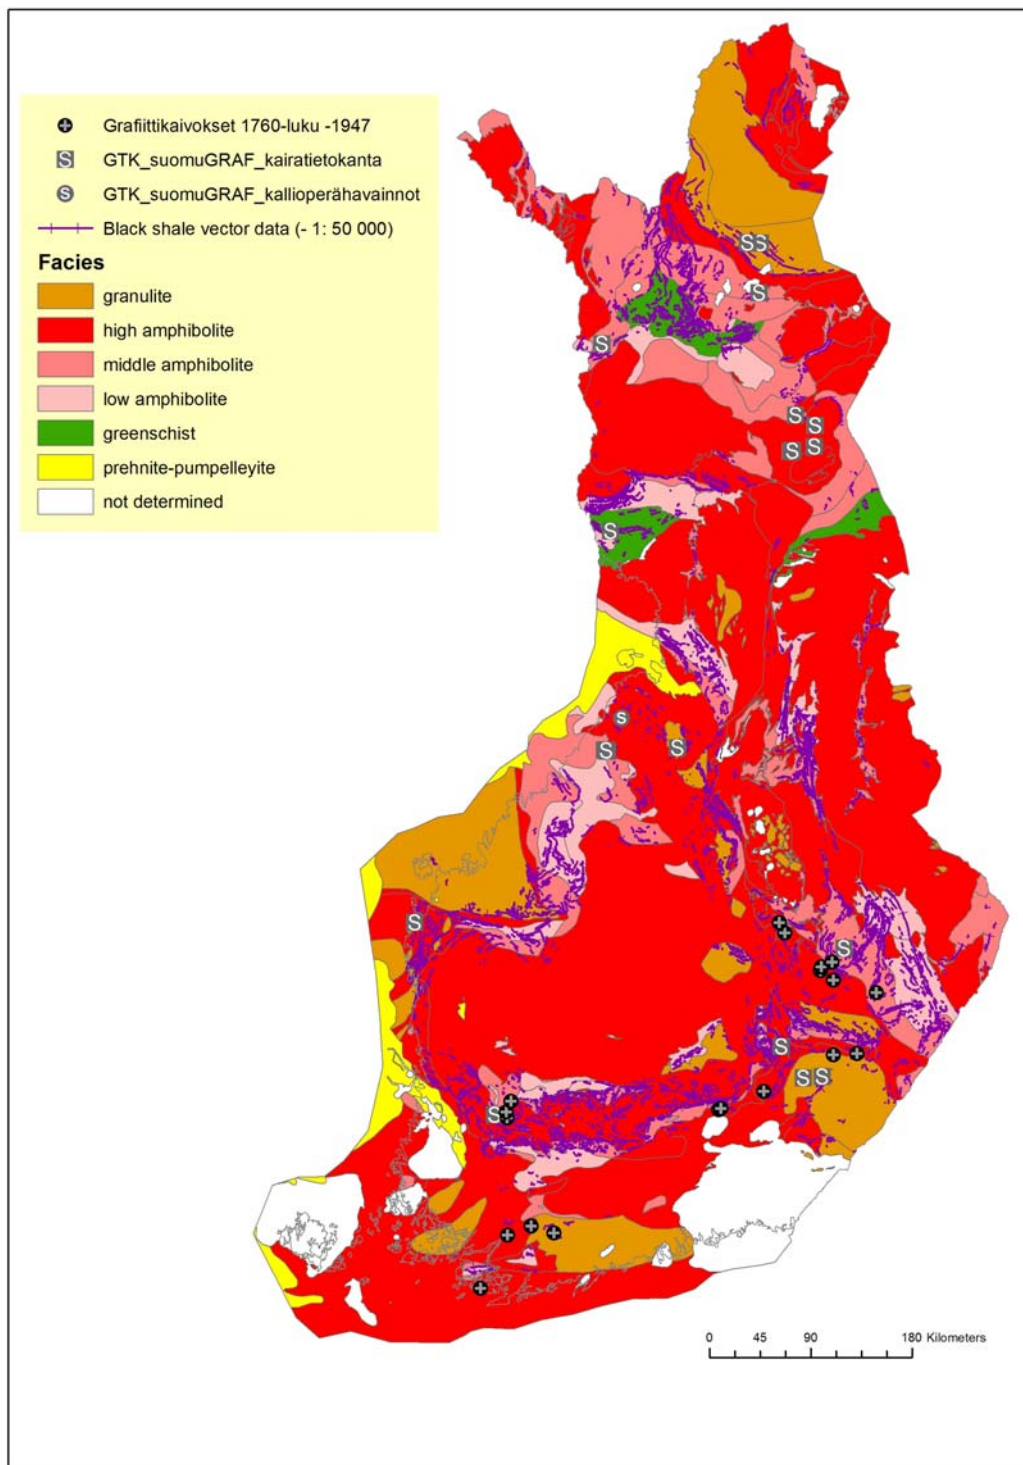 Grafiittikaivokset 1760-luku -1947
S GTK_suomuGRAF_kairatietokanta
S GTK_suomuGRAF_kallioperähavainnot
Black shale vector data (- 1: 50 000)
Facies
granulite
high amphibolite
middle amphibolite
low amphibolite
greenschist
prehnite-pumpelleyite
not determined
S S
S
S
S
S
S S
S
S
S
S
S
S
S
S S
S
0 45 90 180 Kilometers